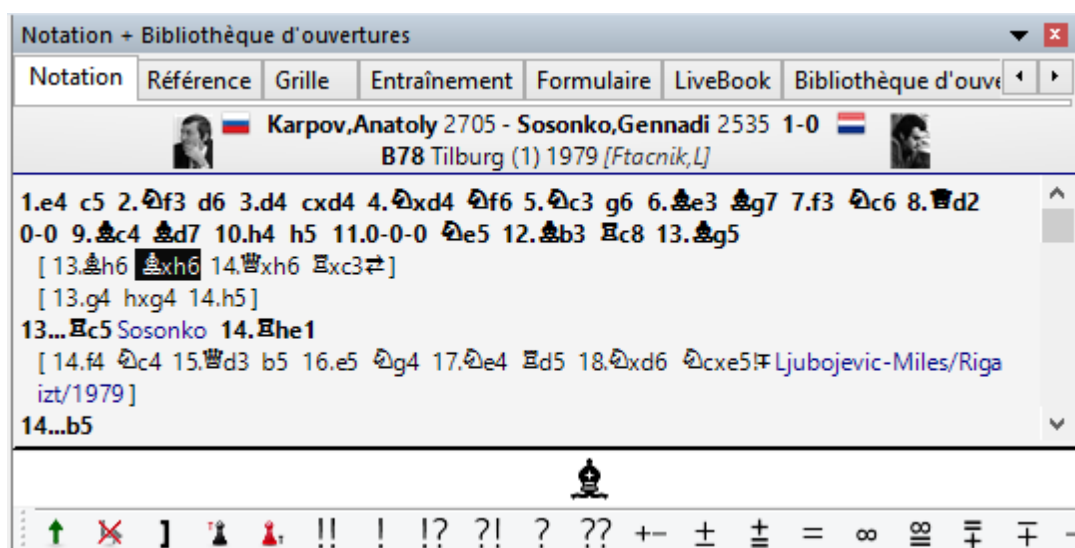 Notation + Bibliothèque d'ouvertures
Notation Référence Grille Entraînement Formulaire LiveBook Bibliothèque d'ouve
Karpov,Anatoly 2705 - Sosonko,Gennadi 2535 1-0
B78 Tilburg (1) 1979 [Ftacnik,L]
1.e4 c5 2.♘f3 d6 3.d4 cxd4 4.♘xd4 ♘f6 5.♘c3 g6 6.♗e3 ♗g7 7.f3 ♘c6 8.♕d2
0-0 9.♗c4 ♗d7 10.h4 h5 11.0-0-0 ♘e5 12.♗b3 ♖c8 13.♗g5
[ 13.♗h6 ♗xh6 14.♕xh6 ♖xc3⇄ ]
[ 13.g4 hxg4 14.h5 ]
13...♖c5 Sosonko 14.♖he1
[ 14.f4 ♘c4 15.♕d3 b5 16.e5 ♘g4 17.♘e4 ♖d5 18.♘xd6 ♘cxe5!⩱ Ljubojevic-Miles/Riga
izt/1979 ]
14...b5
] T T !! ! !? ?! ? ?? +− ± ⩲ = ∞ ⯹ ⩱ ∓ −